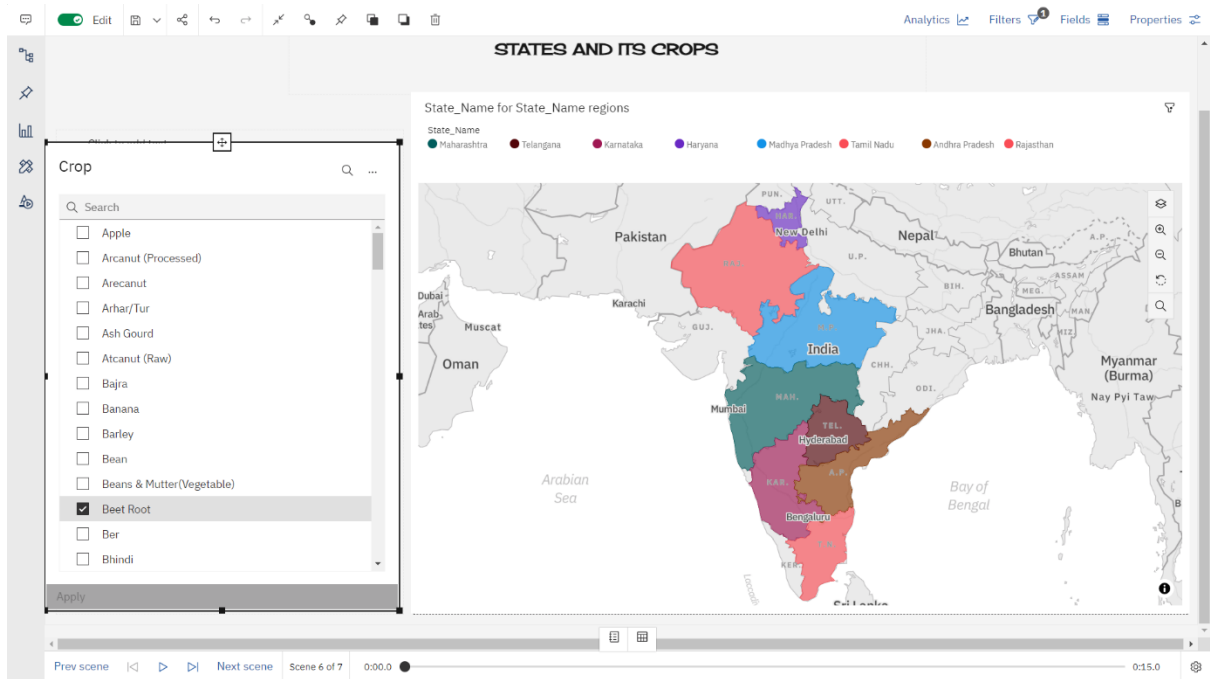 Edit
Analytics Filters 1 Fields Properties
STATES AND ITS CROPS
State_Name for State_Name regions
State_Name
Maharashtra Telangana Karnataka Haryana Madhya Pradesh Tamil Nadu Andhra Pradesh Rajasthan
Crop
...
Search
Apple
Arcanut (Processed)
Arecanut
Arhar/Tur
Ash Gourd
Atcanut (Raw)
Bajra
Banana
Barley
Bean
Beans & Mutter(Vegetable)
Beet Root
Ber
Bhindi
Apply
PUN.
UTT.
HAR.
New Delhi
Pakistan
Nepal
A.P.
U.P.
Bhutan
ASSAM
BIH.
MEG.
Dubai
Karachi
Bangladesh
MAN.
Arab
tes
Muscat
GUJ.
JHA.
MIZ.
India
Oman
CHH.
Myanmar
(Burma)
ODI.
MAH.
Nay Pyi Taw
Mumbai
TEL.
Hyderabad
Arabian
Sea
KAR.
A.P.
Bay of
Bengal
B
Bengaluru
KER.
Sri Lanka
Prev scene Next scene Scene 6 of 7 0:00.0 0:15.0